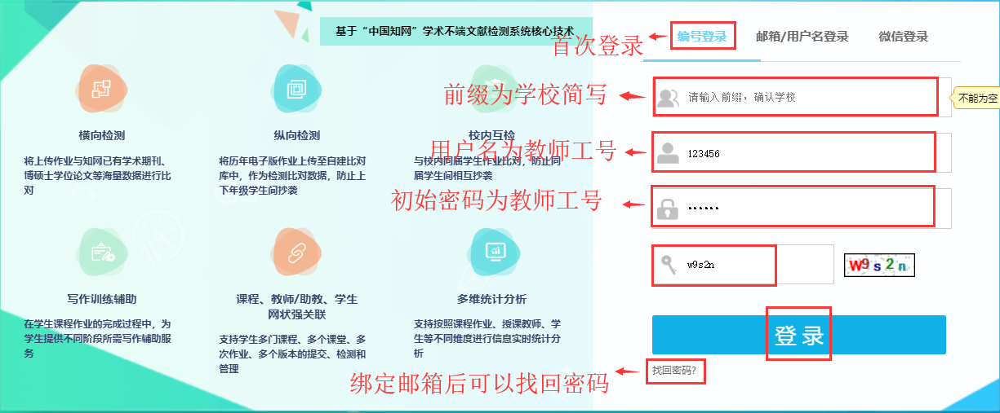 基于“中国知网”学术不端文献检测系统核心技术
横向检测
将上传作业与知网已有学术期刊、
博硕士学位论文等海量数据进行比
对
纵向检测
将历年电子版作业上传至自建比对
库中，作为检测比对数据，防止上
下年级学生间抄袭
校内互检
与校内同届学生作业比对，防止同
届学生间相互抄袭
写作训练辅助
在学生课程作业的完成过程中，为
学生提供不同阶段所需写作辅助服
务
课程、教师/助教、学生
网状强关联
支持学生多门课程、多个课堂、多
次作业、多个版本的提交、检测和
管理
多维统计分析
支持按照课程作业、授课教师、学
生等不同维度进行信息实时统计分
析
首次登录
编号登录 邮箱/用户名登录 微信登录
前缀为学校简写
请输入前缀，确认学校
不能为空
用户名为教师工号
123456
初始密码为教师工号
w9s2n
W9s2n
登录
绑定邮箱后可以找回密码
找回密码?